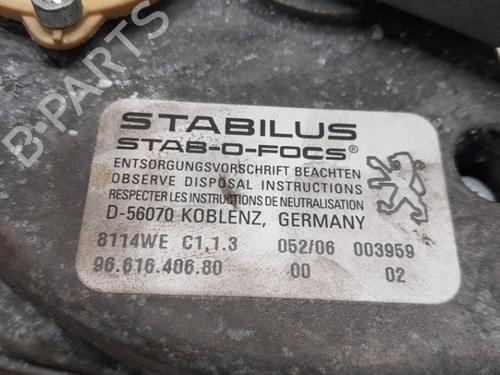 STABILUS
STAB-O-FOCS®
ENTSORGUNGSVORSCHRIFT BEACHTEN
OBSERVE DISPOSAL INSTRUCTIONS
RESPECTER LES INSTRUCTIONS DE NEUTRALISATION
D-56070 KOBLENZ, GERMANY
8114WE C1.1.3 052/06 003959
96.616.406.80 00 02
B-PARTS